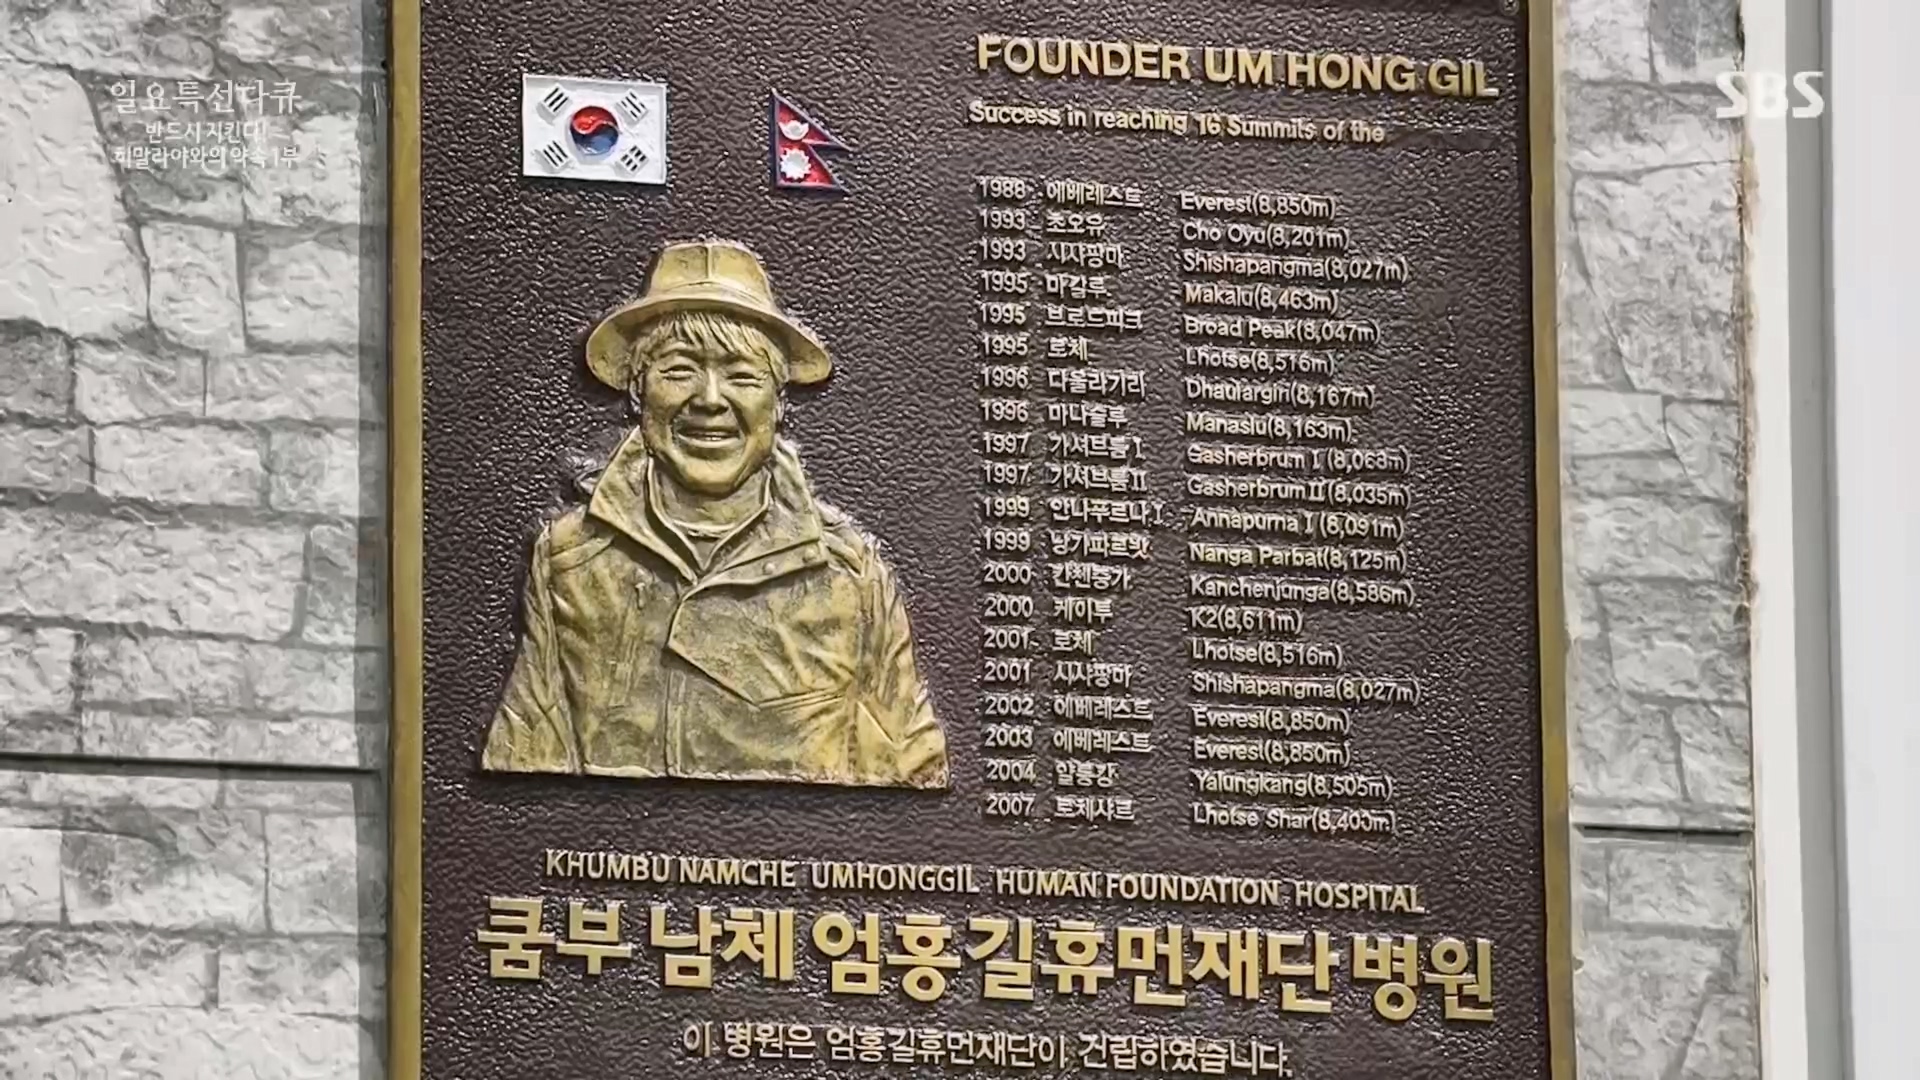 일요특선다큐
반드시 지킨다!
히말라야와의 약속 1부
SBS
FOUNDER UM HONG GIL
Success in reaching 16 Summits of the
1988 에베레스트 Everest(8,850m)
1993 초오유 Cho Oyu(8,201m)
1993 시샤팡마 Shishapangma(8,027m)
1995 마칼루 Makalu(8,463m)
1995 브로드피크 Broad Peak(8,047m)
1995 로체 Lhotse(8,516m)
1996 다울라기리 Dhaulargiri(8,167m)
1996 마나슬루 Manaslu(8,163m)
1997 가셔브룸 I Gasherbrum I (8,068m)
1997 가셔브룸 II Gasherbrum II (8,035m)
1999 안나푸르나 I Annapurna I (8,091m)
1999 낭가파르밧 Nanga Parbat(8,125m)
2000 칸첸중가 Kanchenjunga(8,586m)
2000 케이투 K2(8,611m)
2001 로체 Lhotse(8,516m)
2001 시샤팡마 Shishapangma(8,027m)
2002 에베레스트 Everest(8,850m)
2003 에베레스트 Everest(8,850m)
2004 얄룽캉 Yalungkang(8,505m)
2007 로체샤르 Lhotse Shar(8,400m)
KHUMBU NAMCHE UMHONGGIL HUMAN FOUNDATION HOSPITAL
쿰부 남체 엄홍길휴먼재단 병원
이 병원은 엄홍길휴먼재단이 건립하였습니다.